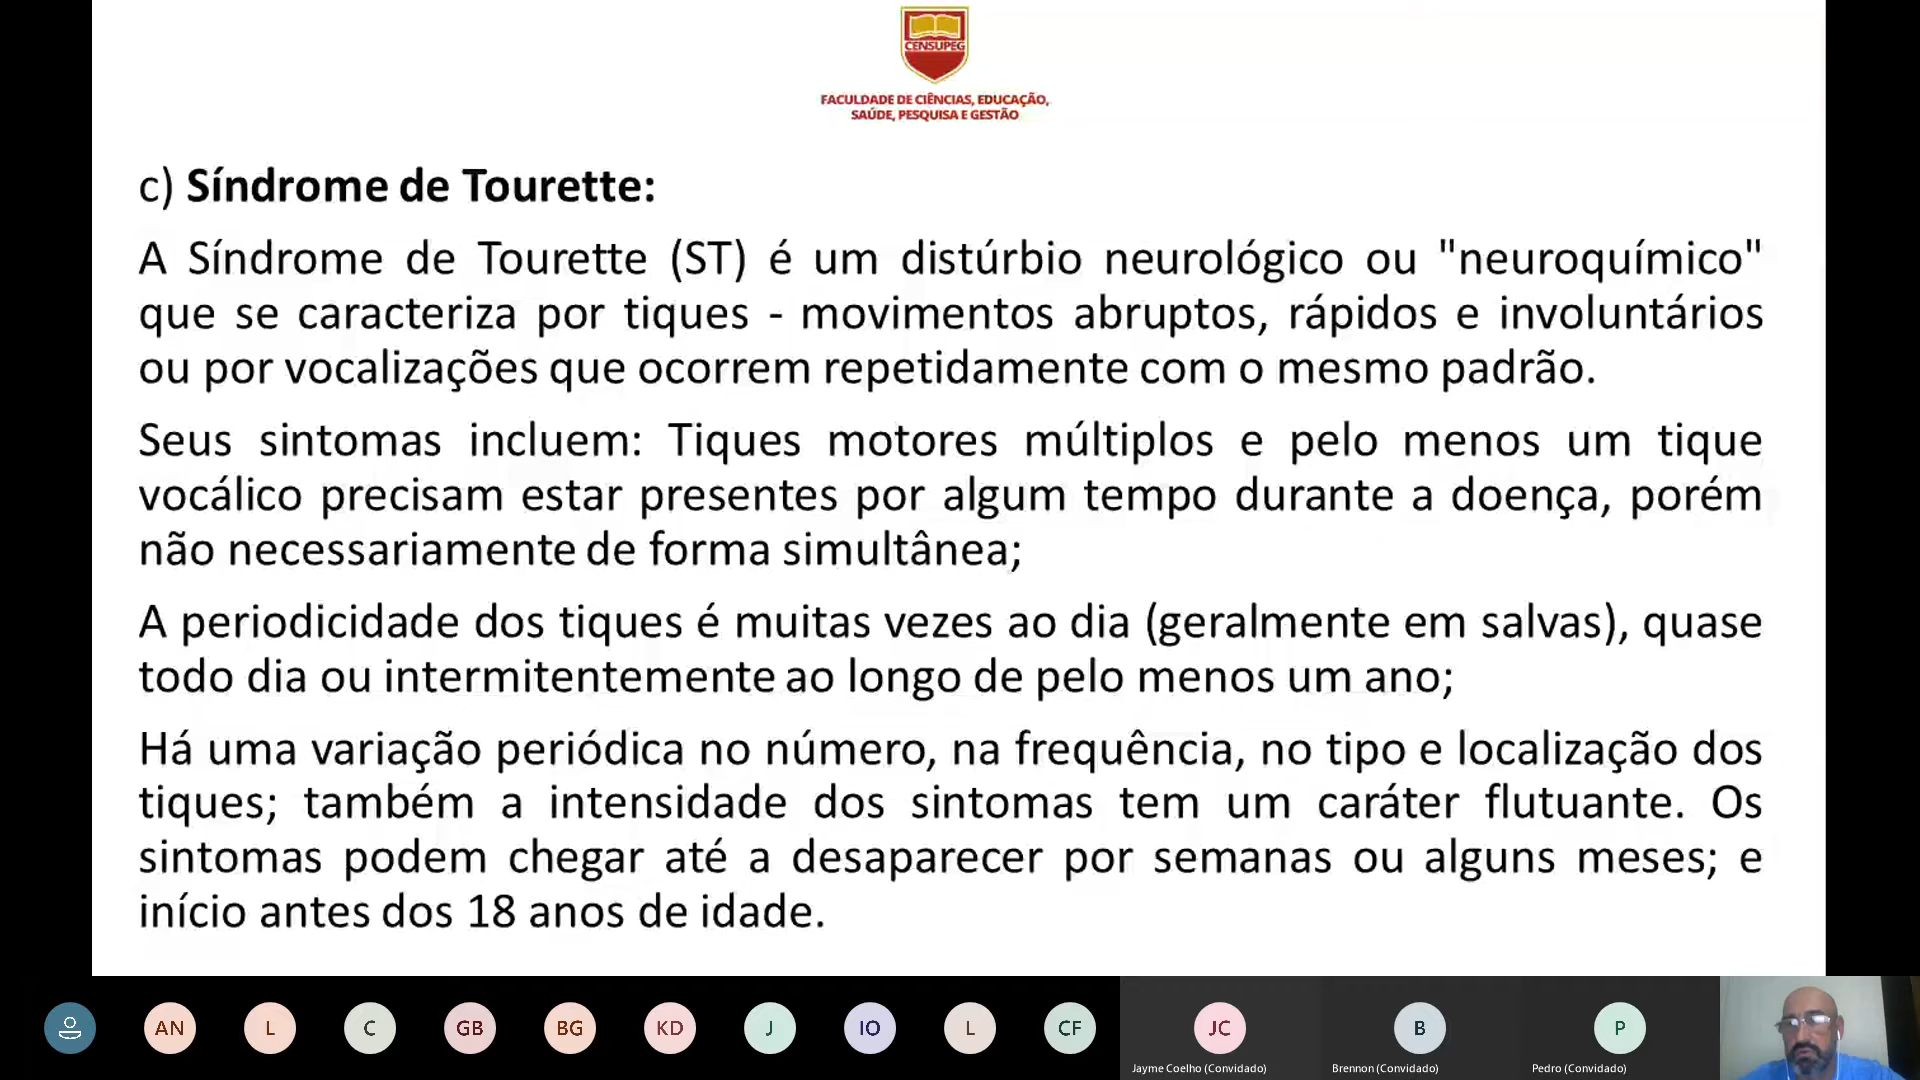 CENSUPEG
FACULDADE DE CIÊNCIAS, EDUCAÇÃO,
SAÚDE, PESQUISA E GESTÃO
c) Síndrome de Tourette:
A Síndrome de Tourette (ST) é um distúrbio neurológico ou "neuroquímico"
que se caracteriza por tiques - movimentos abruptos, rápidos e involuntários
ou por vocalizações que ocorrem repetidamente com o mesmo padrão.
Seus sintomas incluem: Tiques motores múltiplos e pelo menos um tique
vocálico precisam estar presentes por algum tempo durante a doença, porém
não necessariamente de forma simultânea;
A periodicidade dos tiques é muitas vezes ao dia (geralmente em salvas), quase
todo dia ou intermitentemente ao longo de pelo menos um ano;
Há uma variação periódica no número, na frequência, no tipo e localização dos
tiques; também a intensidade dos sintomas tem um caráter flutuante. Os
sintomas podem chegar até a desaparecer por semanas ou alguns meses; e
início antes dos 18 anos de idade.
AN L C GB BG KD J IO L CF JC B P
Jayme Coelho (Convidado) Brennon (Convidado) Pedro (Convidado)